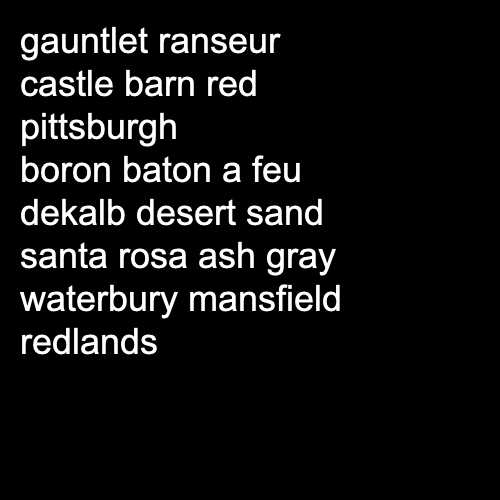 gauntlet ranseur
castle barn red
pittsburgh
boron baton a feu
dekalb desert sand
santa rosa ash gray
waterbury mansfield
redlands